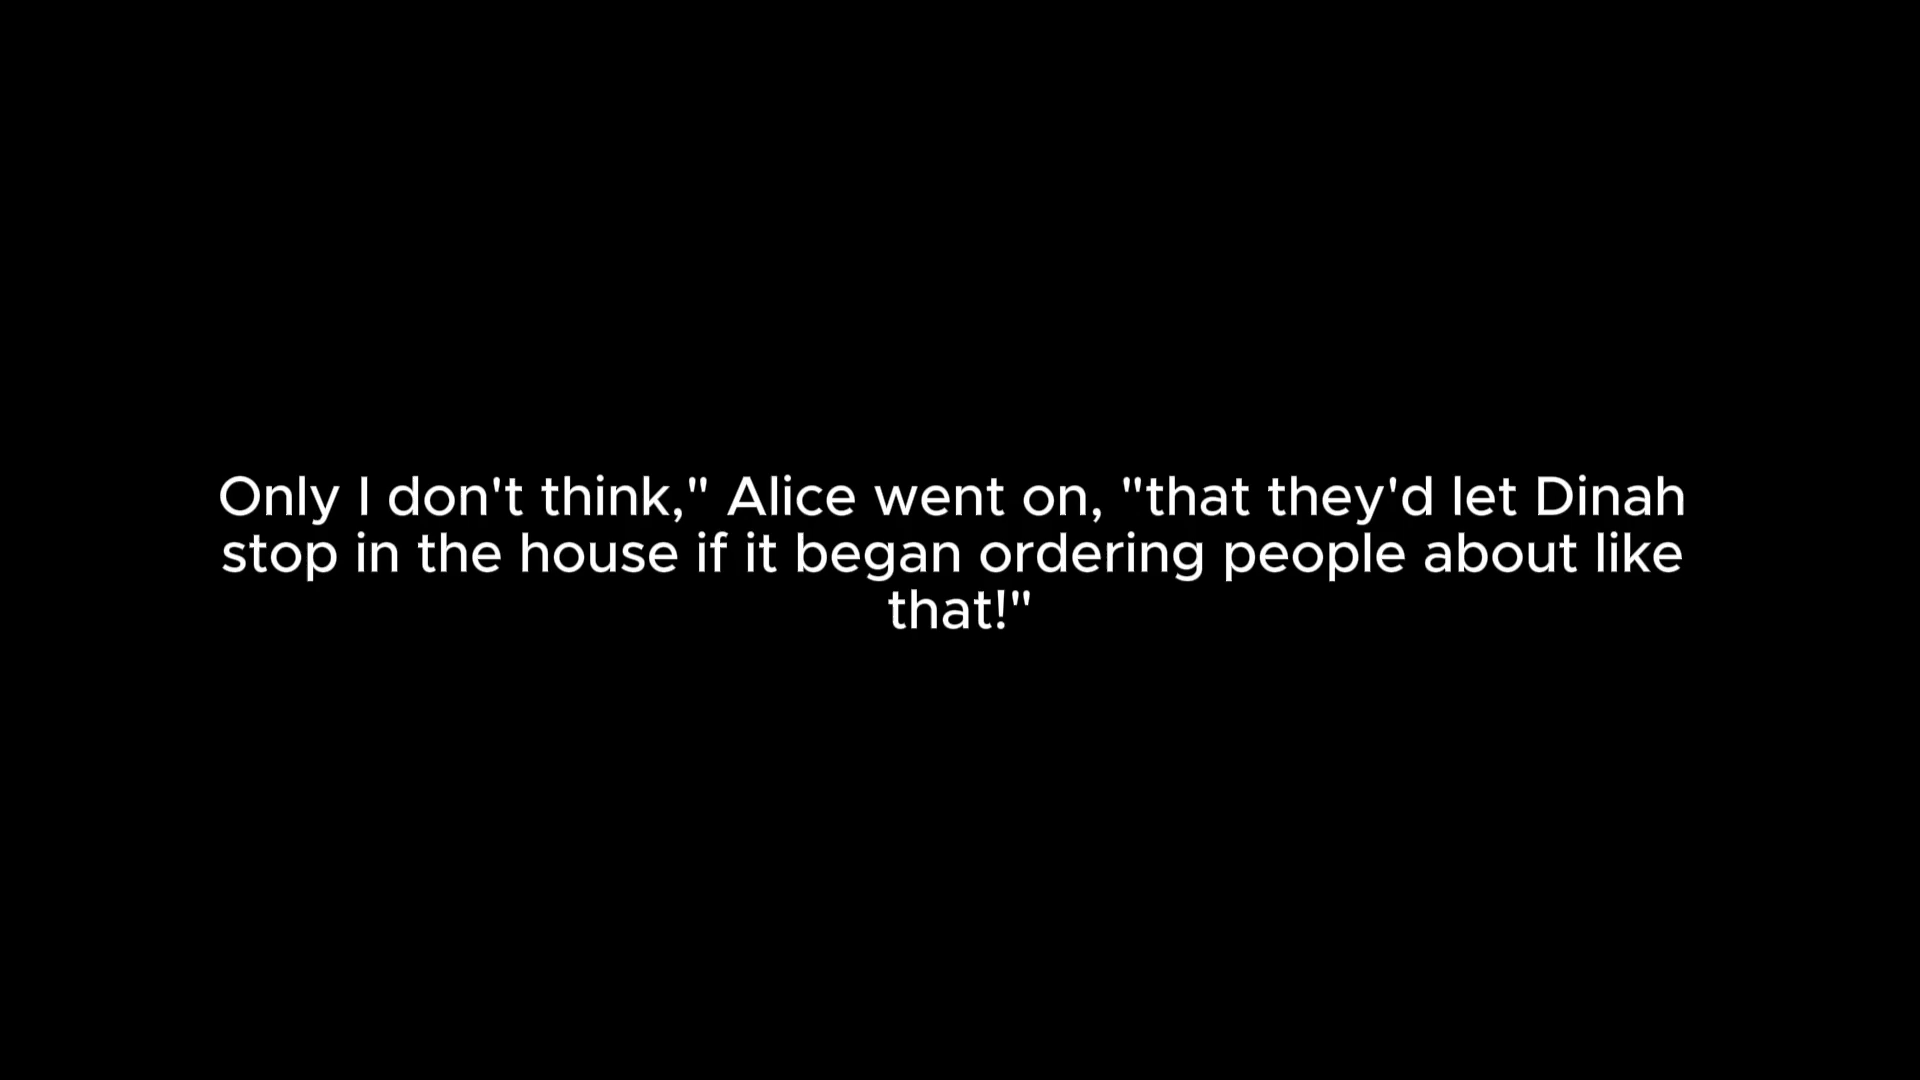 Only I don't think," Alice went on, "that they'd let Dinah
stop in the house if it began ordering people about like
that!"